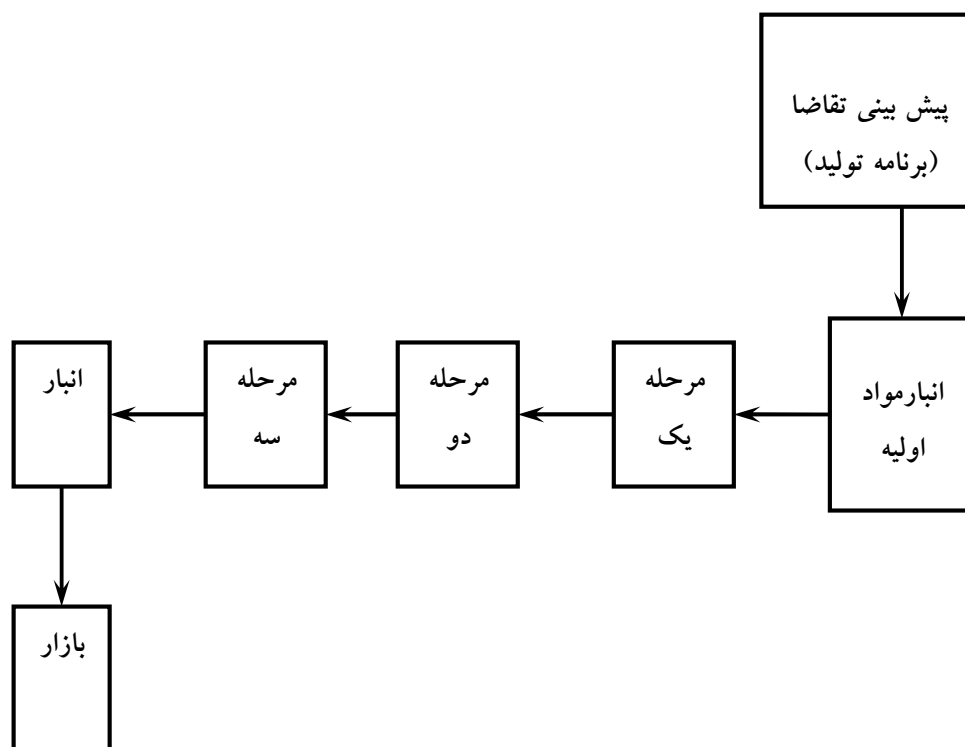 پیش بینی تقاضا
(برنامه تولید)
انبارمواد
اولیه
مرحله
یک
مرحله
دو
مرحله
سه
انبار
بازار